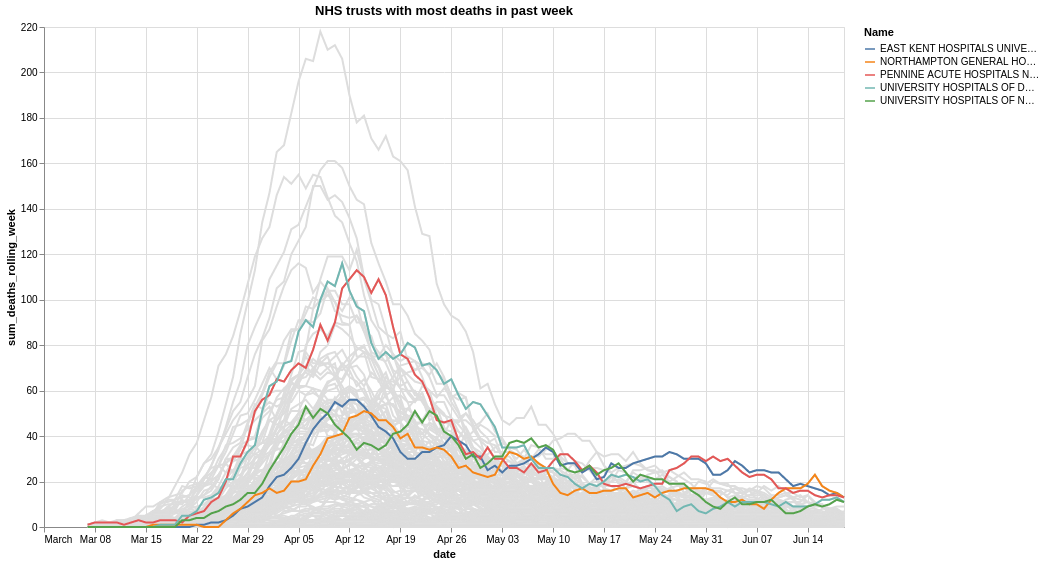 NHS trusts with most deaths in past week
220
200
180
160
140
120
100
80
60
40
20
0
sum_deaths_rolling_week
March Mar 08 Mar 15 Mar 22 Mar 29 Apr 05 Apr 12 Apr 19 Apr 26 May 03 May 10 May 17 May 24 May 31 Jun 07 Jun 14
date
Name
EAST KENT HOSPITALS UNIVE…
NORTHAMPTON GENERAL HO…
PENNINE ACUTE HOSPITALS N…
UNIVERSITY HOSPITALS OF D…
UNIVERSITY HOSPITALS OF N…